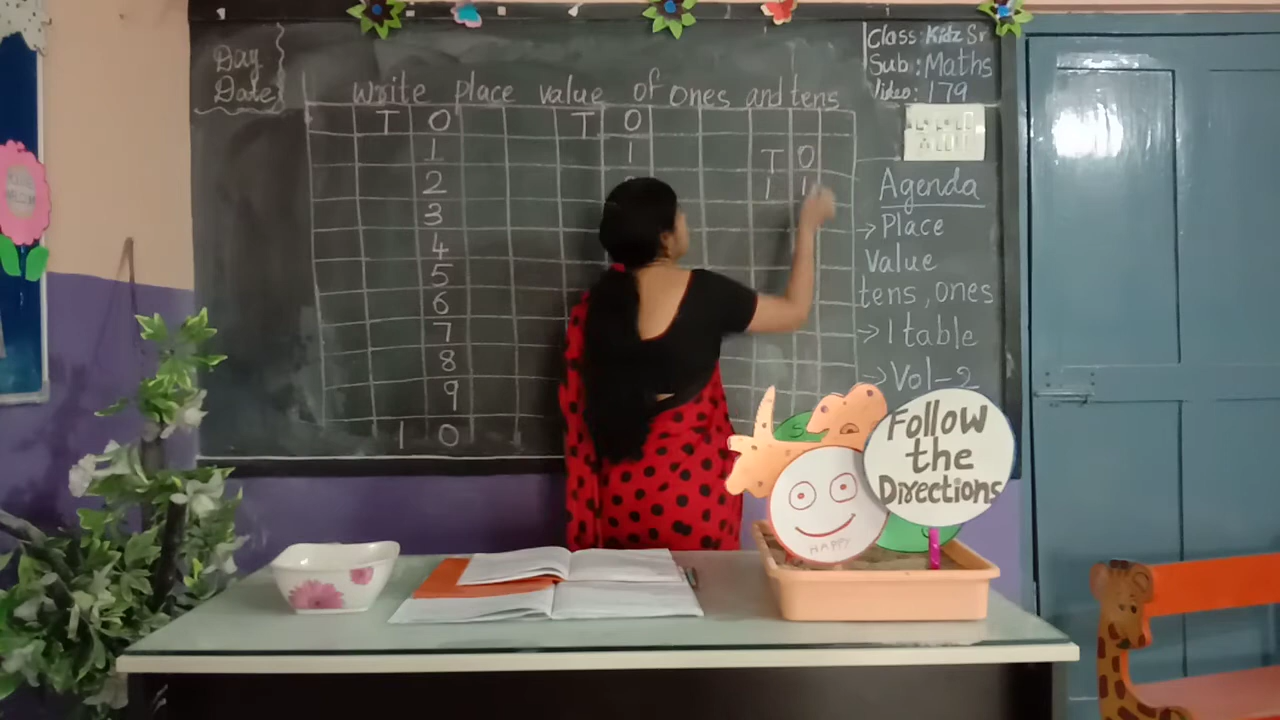 Day
Date
write place value of ones and tens
Class: Kidz Sr
Sub: Maths
Video: 179
T O T O
1 1
T O
2
1 1
3
4
5
6
7
8
9
1 0
Agenda
→ Place
Value
tens, ones
→ 1 table
→ Vol-2
Follow
the
Directions
HAPPY